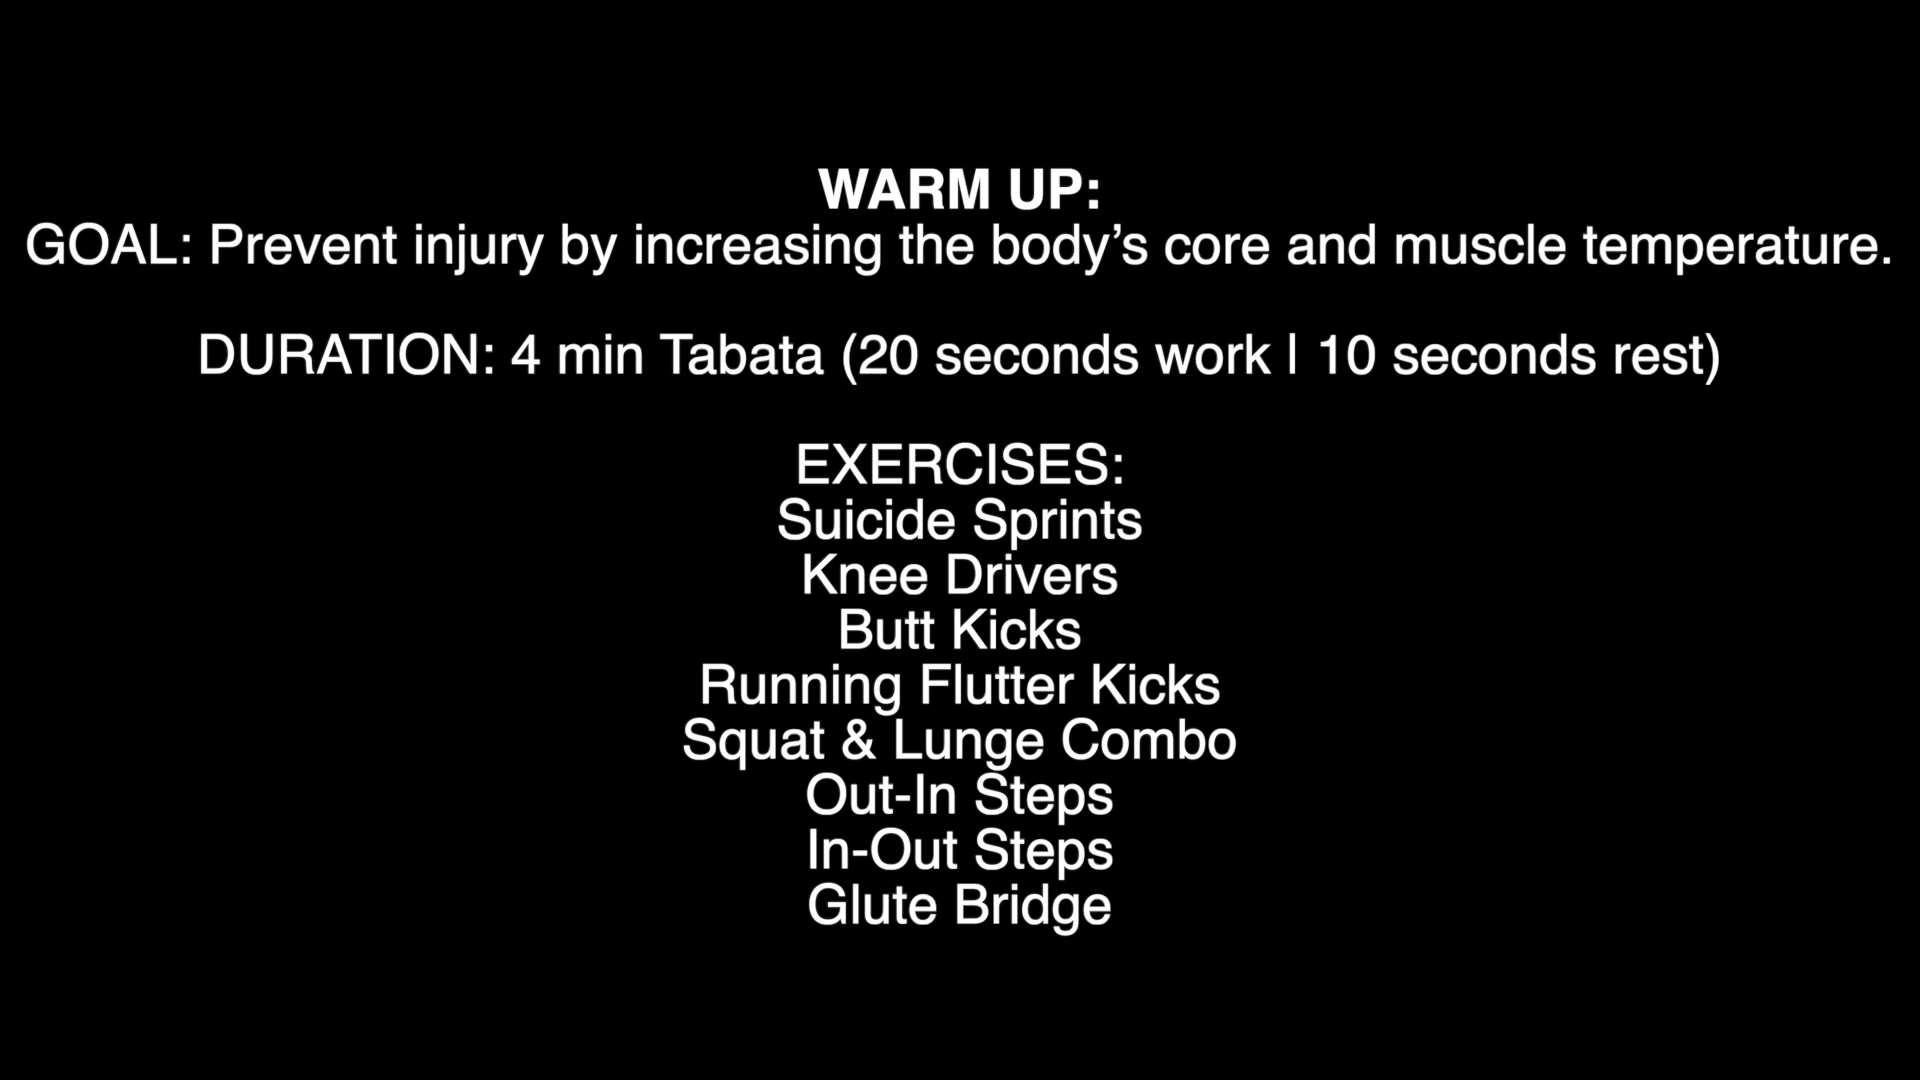 WARM UP:
GOAL: Prevent injury by increasing the body’s core and muscle temperature.
DURATION: 4 min Tabata (20 seconds work | 10 seconds rest)
EXERCISES:
Suicide Sprints
Knee Drivers
Butt Kicks
Running Flutter Kicks
Squat & Lunge Combo
Out-In Steps
In-Out Steps
Glute Bridge